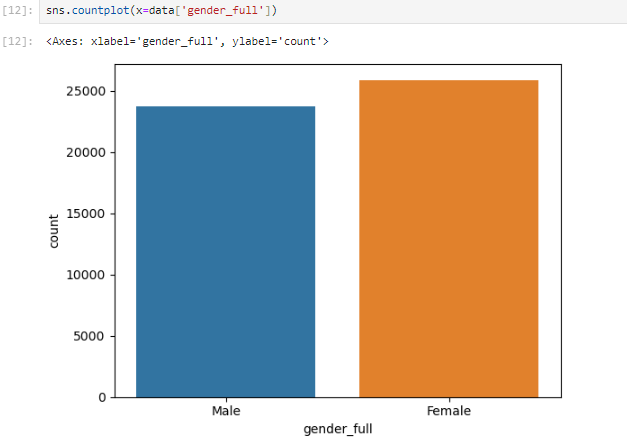 [12]: sns.countplot(x=data['gender_full'])
[12]: <Axes: xlabel='gender_full', ylabel='count'>
25000
20000
15000
10000
5000
0
count
Male Female
gender_full